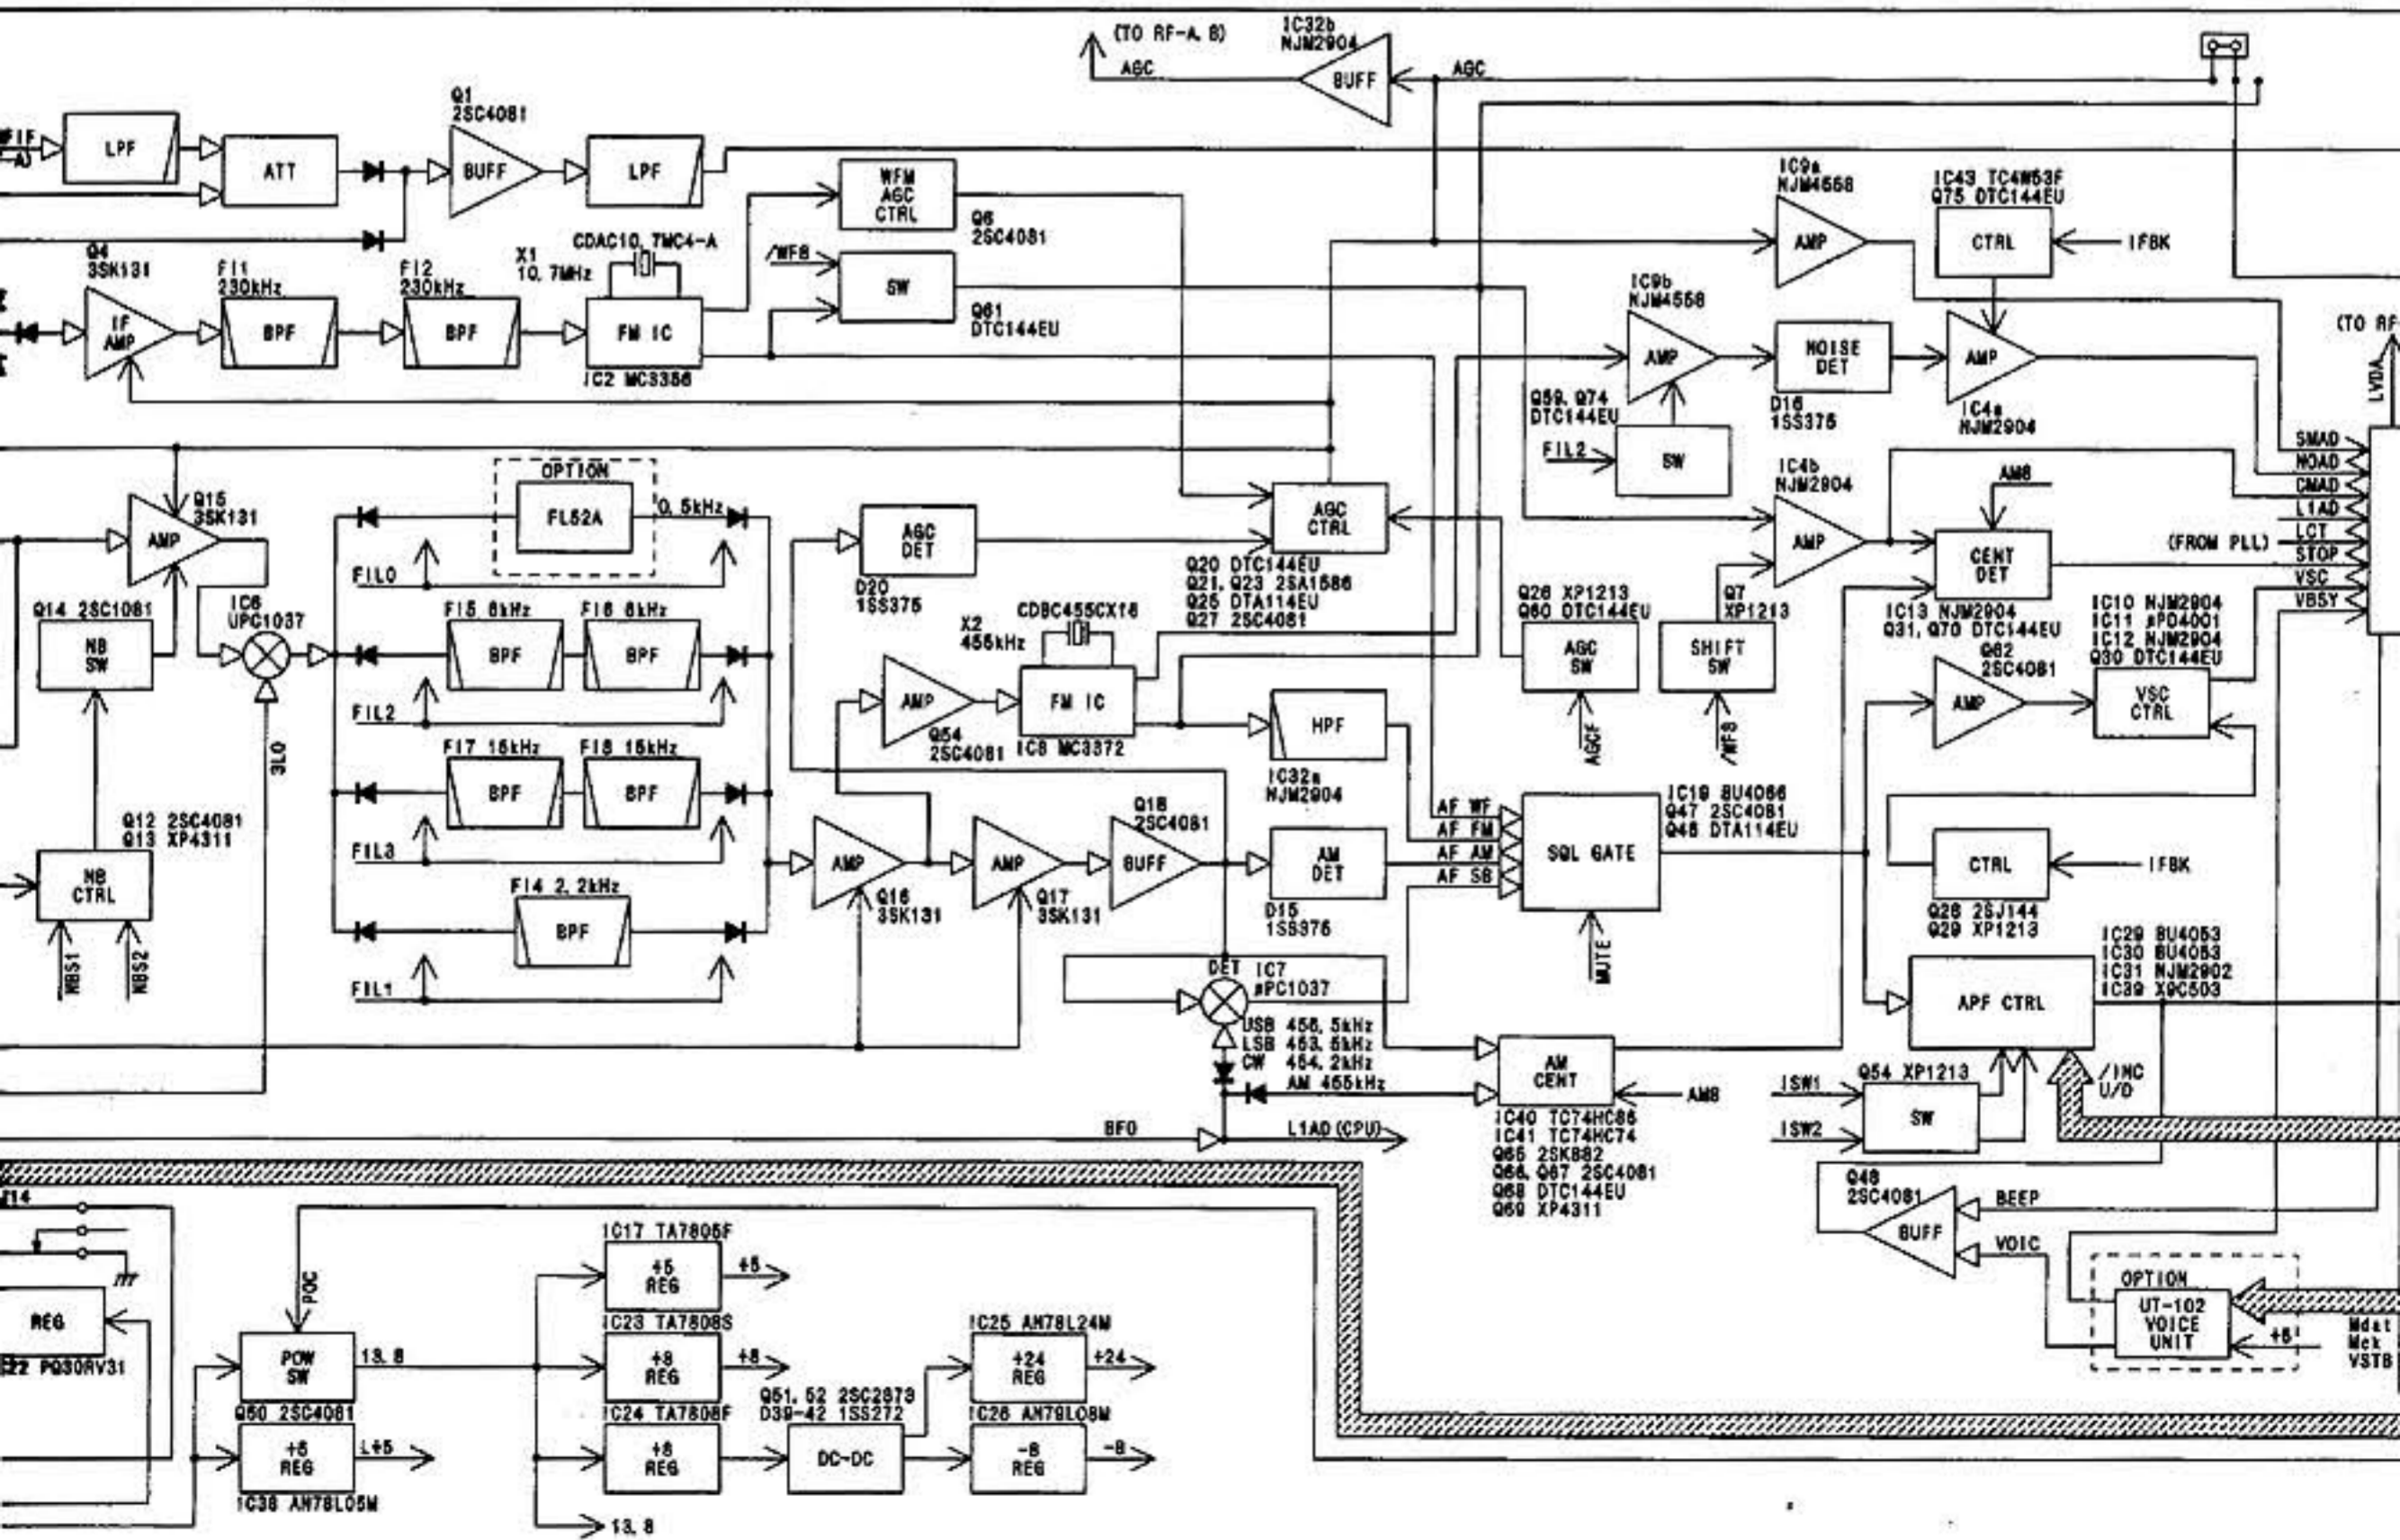 (TO RF-A, B)
AGC
IC32b
NJM2904
BUFF
AGC
LPF
ATT
Q1
2SC4081
BUFF
LPF
WFM
AGC
CTRL
Q6
2SC4081
/WF8
SW
Q61
DTC144EU
IC9a
NJM4558
AMP
IC43 TC4W53F
Q75 DTC144EU
CTRL
IFBK
Q4
3SK131
IF
AMP
FI1
230kHz
BPF
FI2
230kHz
BPF
X1
10.7MHz
CDAC10.7MC4-A
FM IC
IC2 MC3356
IC9b
NJM4558
AMP
NOISE
DET
D16
1SS375
AMP
IC4a
NJM2904
(TO RF-
LVDA
Q59, Q74
DTC144EU
FIL2
SW
SMAD
NOAD
CMAD
L1AD
LCT
STOP
VSC
VBSY
(FROM PLL)
Q15
3SK131
AMP
OPTION
FL52A
0.5kHz
FIL0
AGC
DET
D20
1SS375
AGC
CTRL
Q20 DTC144EU
Q21, Q23 2SA1586
Q25 DTA114EU
Q27 2SC4081
IC4b
NJM2904
AMP
AM8
CENT
DET
IC13 NJM2904
Q31, Q70 DTC144EU
Q14 2SC1081
NB
SW
IC6
UPC1037
FI5 6kHz
BPF
FI6 6kHz
BPF
FIL2
X2
455kHz
CDBC455CX16
AMP
Q54
2SC4081
FM IC
IC8 MC3372
HPF
IC32a
NJM2904
Q26 XP1213
Q60 DTC144EU
AGC
SW
AGCF
Q7
XP1213
SHIFT
SW
/WF8
Q62
2SC4081
AMP
IC10 NJM2904
IC11 μPD4001
IC12 NJM2904
Q30 DTC144EU
VSC
CTRL
3LO
FI7 15kHz
BPF
FI8 15kHz
BPF
FIL3
Q12 2SC4081
Q13 XP4311
NB
CTRL
NBS1
NBS2
FI4 2.2kHz
BPF
FIL1
AMP
Q16
3SK131
AMP
Q17
3SK131
Q18
2SC4081
BUFF
AM
DET
D15
1SS375
AF WF
AF FM
AF AM
AF SB
SQL GATE
IC19 BU4066
Q47 2SC4081
Q46 DTA114EU
MUTE
CTRL
IFBK
Q28 2SJ144
Q29 XP1213
IC29 BU4053
IC30 BU4053
IC31 NJM2902
IC39 X9C503
APF CTRL
DET
IC7
μPC1037
USB 456.5kHz
LSB 453.5kHz
CW 454.2kHz
AM 455kHz
BFO
L1AD(CPU)
AM
CENT
AM8
IC40 TC74HC86
IC41 TC74HC74
Q65 2SK882
Q66, Q67 2SC4081
Q68 DTC144EU
Q69 XP4311
ISW1
ISW2
Q54 XP1213
SW
/INC
U/D
Q48
2SC4081
BUFF
BEEP
VOIC
OPTION
UT-102
VOICE
UNIT
+5
Mdat
Mck
VSTB
REG
PQ30RV31
POC
POW
SW
13.8
Q50 2SC4081
+5
REG
L+5
IC38 AN78L05M
IC17 TA7805F
+5
REG
+5
IC23 TA7808S
+8
REG
+8
IC24 TA7808F
+8
REG
13.8
Q51, 52 2SC2873
D39-42 1SS272
DC-DC
IC25 AN78L24M
+24
REG
+24
IC26 AN79L08M
-8
REG
-8